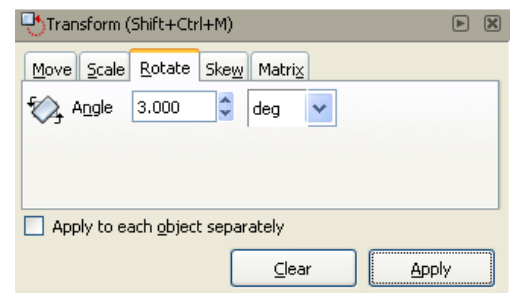 Transform (Shift+Ctrl+M)
Move Scale Rotate Skew Matrix
Angle 3.000 deg
Apply to each object separately
Clear Apply